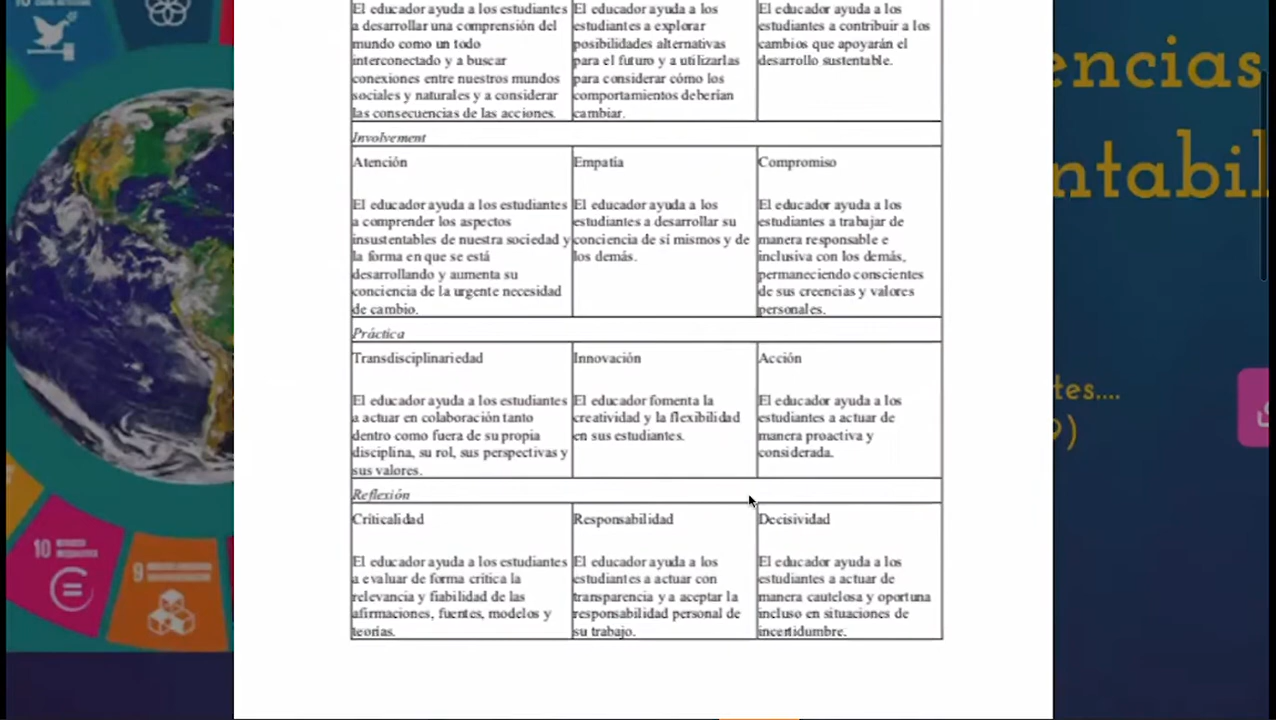 El educador ayuda a los estudiantes
a desarrollar una comprensión del
mundo como un todo
interconectado y a buscar
conexiones entre nuestros mundos
sociales y naturales y a considerar
las consecuencias de las acciones.
El educador ayuda a los
estudiantes a explorar
posibilidades alternativas
para el futuro y a utilizarlas
para considerar cómo los
comportamientos deberían
cambiar.
El educador ayuda a los
estudiantes a contribuir a los
cambios que apoyarán el
desarrollo sustentable.
Involvement
Atención
El educador ayuda a los estudiantes
a comprender los aspectos
insustentables de nuestra sociedad y
la forma en que se está
desarrollando y aumenta su
conciencia de la urgente necesidad
de cambio.
Empatía
El educador ayuda a los
estudiantes a desarrollar su
conciencia de sí mismos y de
los demás.
Compromiso
El educador ayuda a los
estudiantes a trabajar de
manera responsable e
inclusiva con los demás,
permaneciendo conscientes
de sus creencias y valores
personales.
Práctica
Transdisciplinariedad
El educador ayuda a los estudiantes
a actuar en colaboración tanto
dentro como fuera de su propia
disciplina, su rol, sus perspectivas y
sus valores.
Innovación
El educador fomenta la
creatividad y la flexibilidad
en sus estudiantes.
Acción
El educador ayuda a los
estudiantes a actuar de
manera proactiva y
considerada.
Reflexión
Criticalidad
El educador ayuda a los estudiantes
a evaluar de forma crítica la
relevancia y fiabilidad de las
afirmaciones, fuentes, modelos y
teorías.
Responsabilidad
El educador ayuda a los
estudiantes a actuar con
transparencia y a aceptar la
responsabilidad personal de
su trabajo.
Decisividad
El educador ayuda a los
estudiantes a actuar de
manera cautelosa y oportuna
incluso en situaciones de
incertidumbre.
encias
ntabil
tes....
9)
10
9